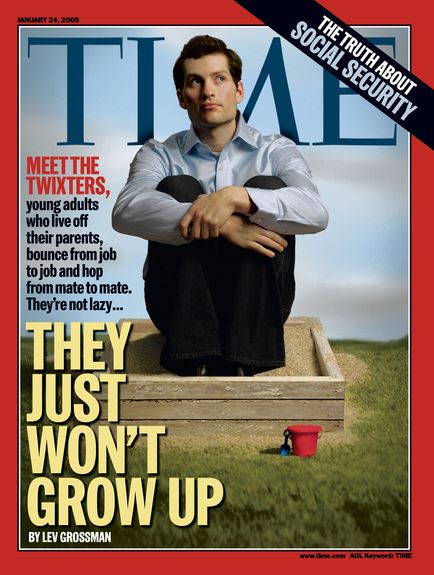 JANUARY 24, 2005
THE TRUTH ABOUT
SOCIAL SECURITY
TIME
MEET THE
TWIXTERS,
young adults
who live off
their parents,
bounce from job
to job and hop
from mate to mate.
They're not lazy...
THEY
JUST
WON'T
GROW UP
BY LEV GROSSMAN
www.time.com AOL Keyword: TIME